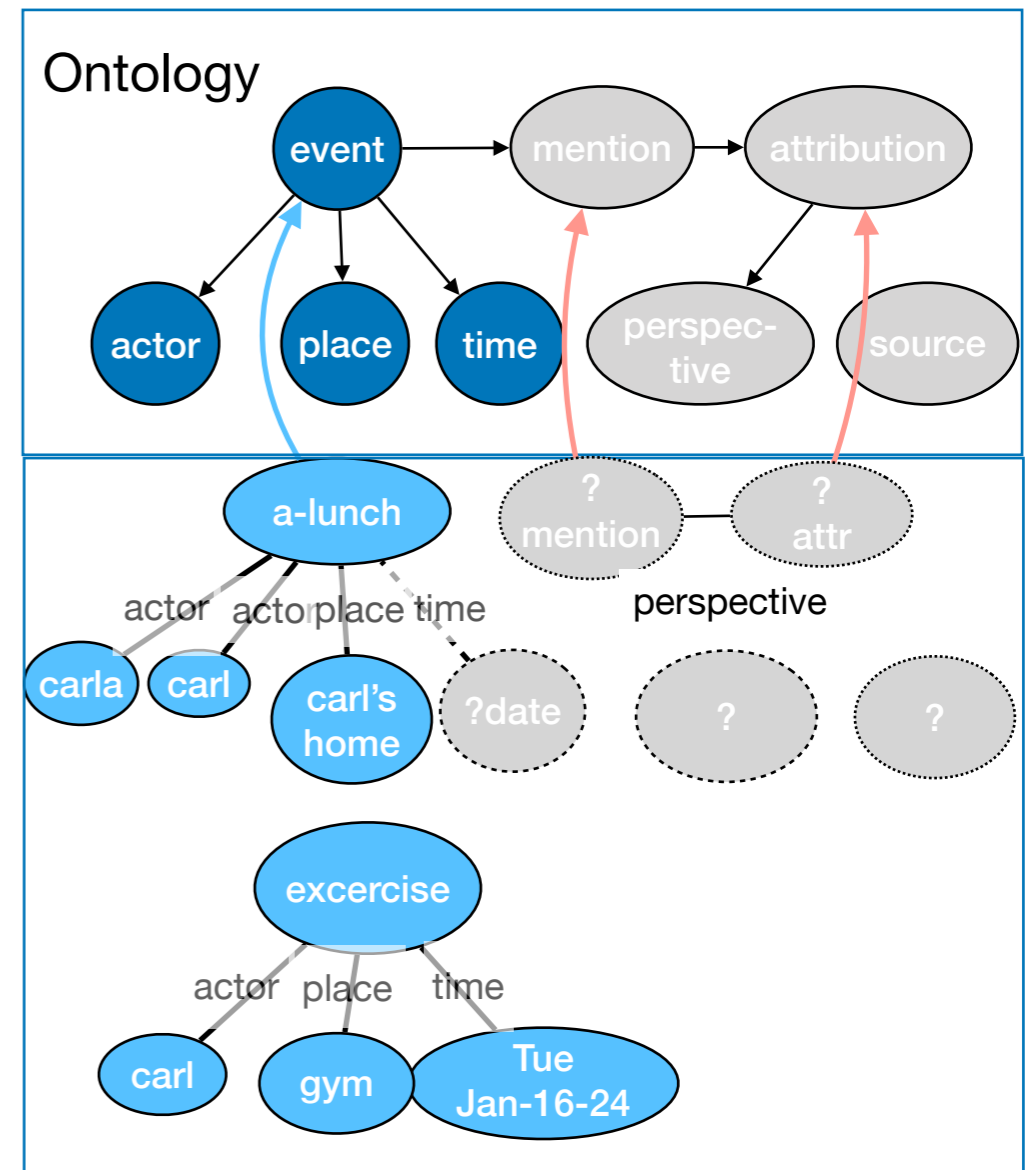 Ontology
event
mention
attribution
actor
place
time
perspec-
tive
source
a-lunch
?
mention
?
attr
actor
actor
place
time
perspective
carla
carl
carl's
home
?date
?
?
excercise
actor
place
time
carl
gym
Tue
Jan-16-24